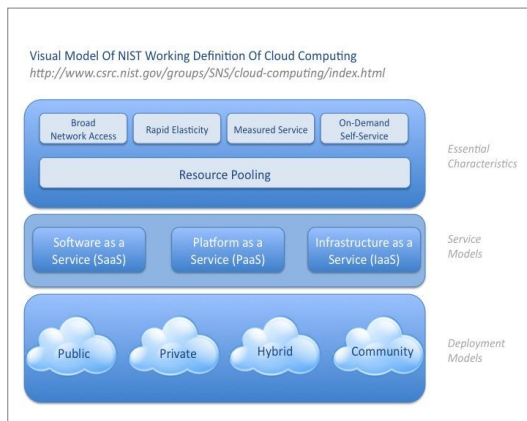 Visual Model Of NIST Working Definition Of Cloud Computing
http://www.csrc.nist.gov/groups/SNS/cloud-computing/index.html
Broad
Network Access
Rapid Elasticity
Measured Service
On-Demand
Self-Service
Resource Pooling
Essential
Characteristics
Software as a
Service (SaaS)
Platform as a
Service (PaaS)
Infrastructure as a
Service (IaaS)
Service
Models
Public
Private
Hybrid
Community
Deployment
Models